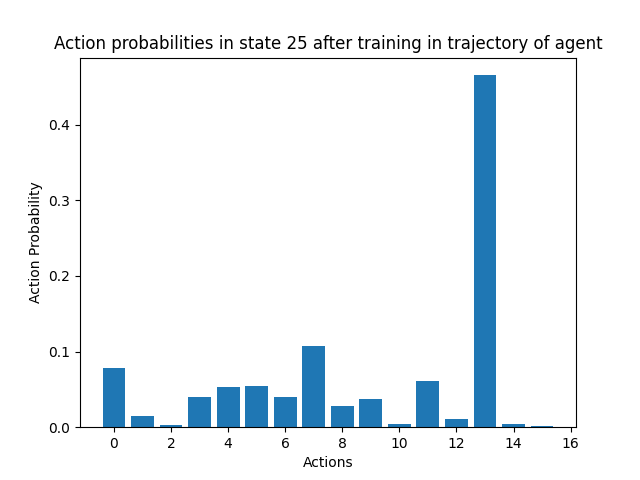 Action probabilities in state 25 after training in trajectory of agent
Action Probability
0.4
0.3
0.2
0.1
0.0
0 2 4 6 8 10 12 14 16
Actions